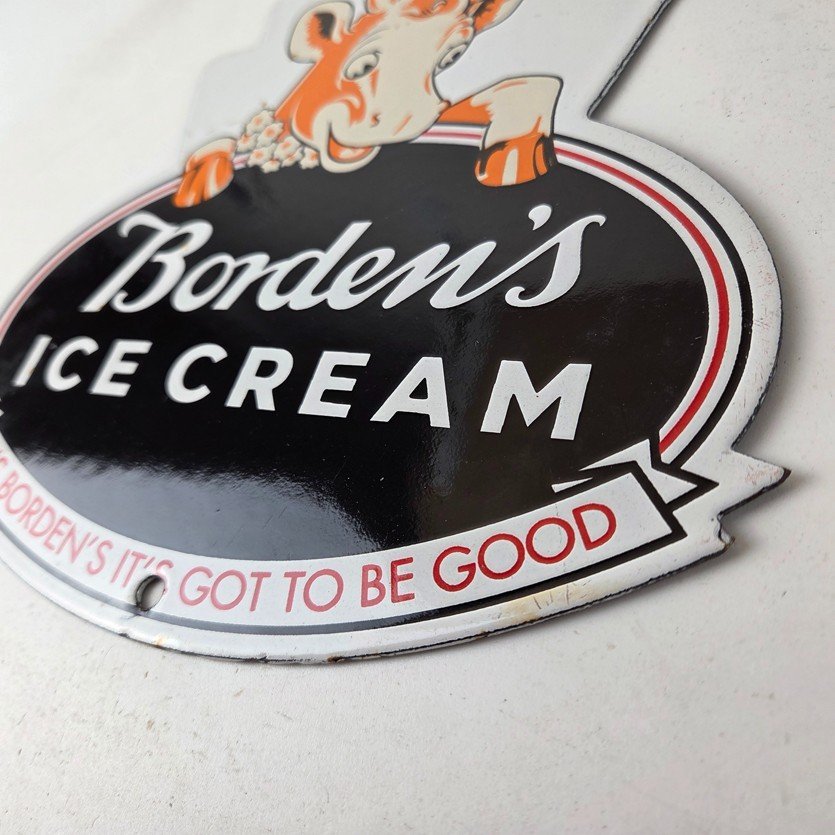 Borden's
ICE CREAM
BORDEN'S IT'S GOT TO BE GOOD